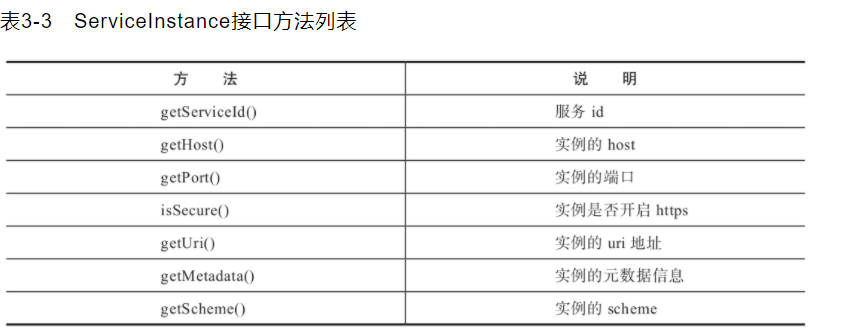 表3-3 ServiceInstance接口方法列表
方 法 说 明
getServiceId() 服务 id
getHost() 实例的 host
getPort() 实例的端口
isSecure() 实例是否开启 https
getUri() 实例的 uri 地址
getMetadata() 实例的元数据信息
getScheme() 实例的 scheme